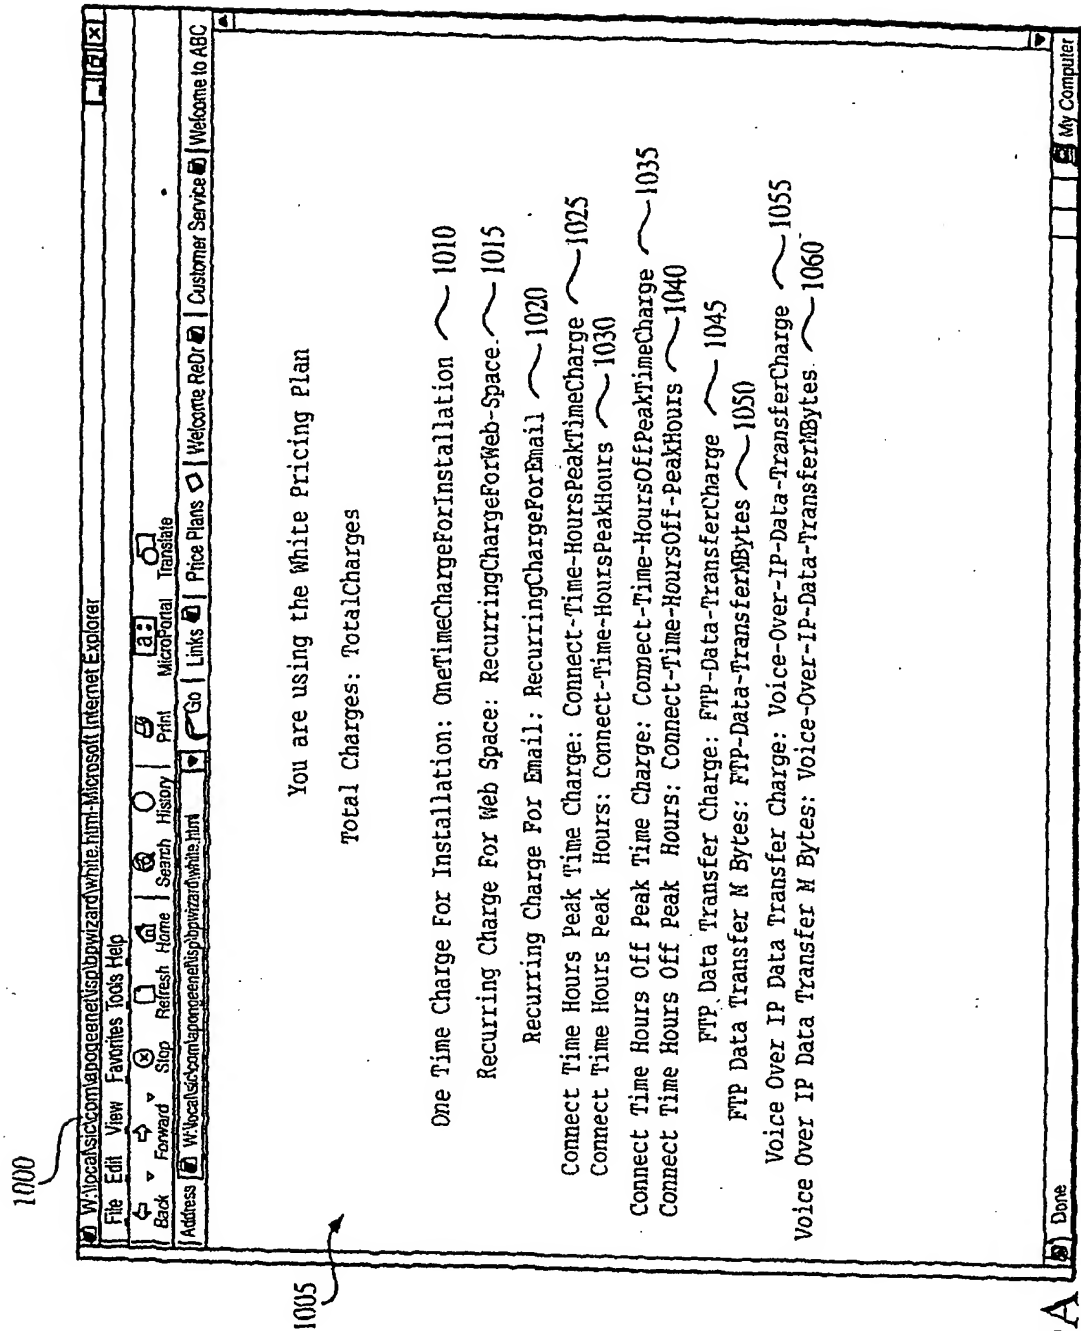 1000
W:\local\sic\com\apogeenet\isp\bpwizard\white.html-Microsoft Internet Explorer
File Edit View Favorites Tools Help
Back Forward Stop Refresh Home Search History Print MicroPortal Translate
a:
Address W:\local\sic\com\apongeenet\isp\bpwizard\white.html Go Links Price Plans Welcome ReDr Customer Service Welcome to ABC
1005
You are using the White Pricing Plan
Total Charges: TotalCharges
One Time Charge For Installation: OneTimeChargeForInstallation 1010
Recurring Charge For Web Space: RecurringChargeForWeb-Space. 1015
Recurring Charge For Email: RecurringChargeForEmail 1020
Connect Time Hours Peak Time Charge: Connect-Time-HoursPeakTimeCharge 1025
Connect Time Hours Peak Hours: Connect-Time-HoursPeakHours 1030
Connect Time Hours Off Peak Time Charge: Connect-Time-HoursOffPeakTimeCharge 1035
Connect Time Hours Off Peak Hours: Connect-Time-HoursOff-PeakHours 1040
FTP Data Transfer Charge: FTP-Data-TransferCharge 1045
FTP Data Transfer M Bytes: FTP-Data-TransferMBytes 1050
Voice Over IP Data Transfer Charge: Voice-Over-IP-Data-TransferCharge 1055
Voice Over IP Data Transfer M Bytes: Voice-Over-IP-Data-TransferMBytes. 1060
Done My Computer
A